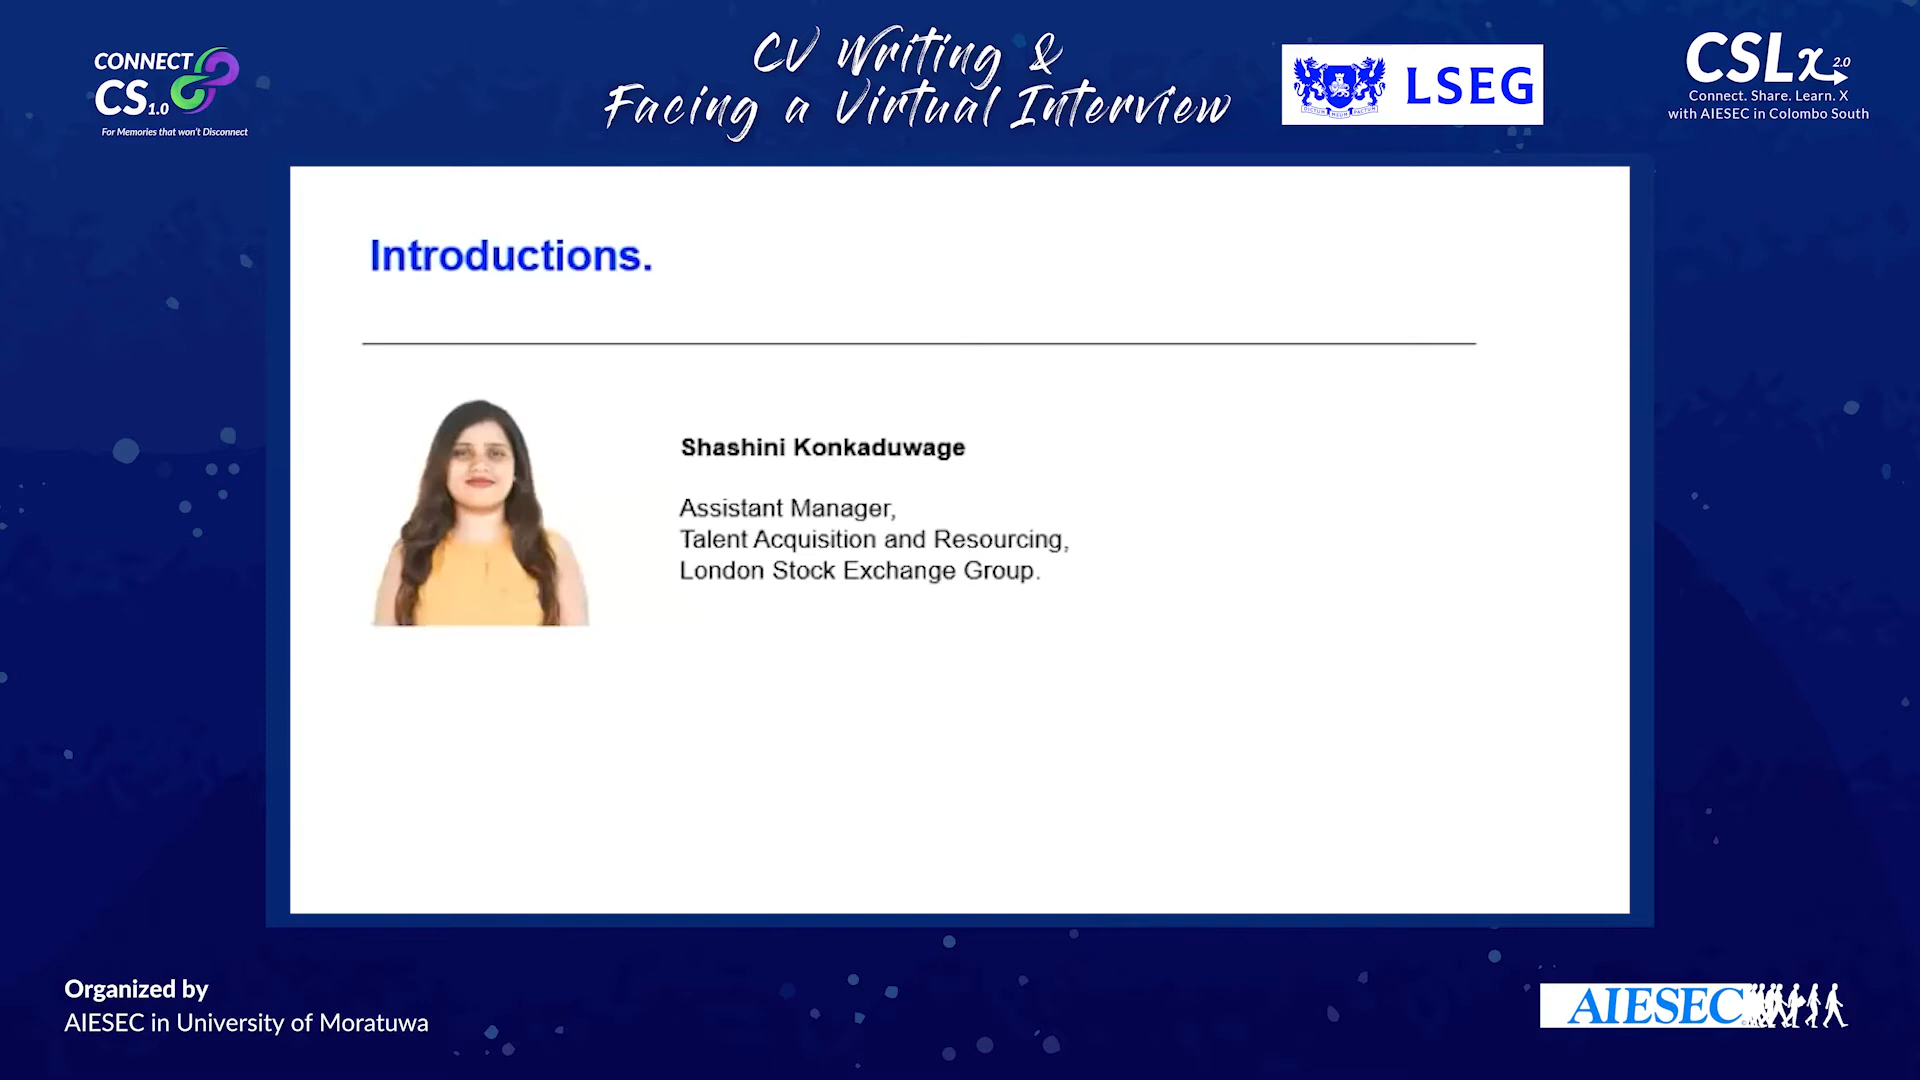 CONNECT
CS 1.0
For Memories that won't Disconnect
CV Writing &
Facing a Virtual Interview
LSEG
CSLx 2.0
Connect. Share. Learn. X
with AIESEC in Colombo South
Introductions.
Shashini Konkaduwage
Assistant Manager,
Talent Acquisition and Resourcing,
London Stock Exchange Group.
Organized by
AIESEC in University of Moratuwa
AIESEC